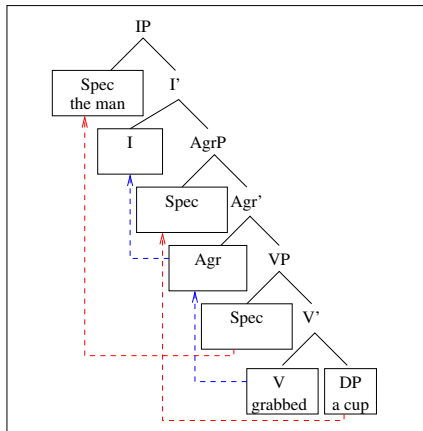 IP
Spec
the man
I'
I
AgrP
Spec
Agr'
Agr
VP
Spec
V'
V
grabbed
DP
a cup